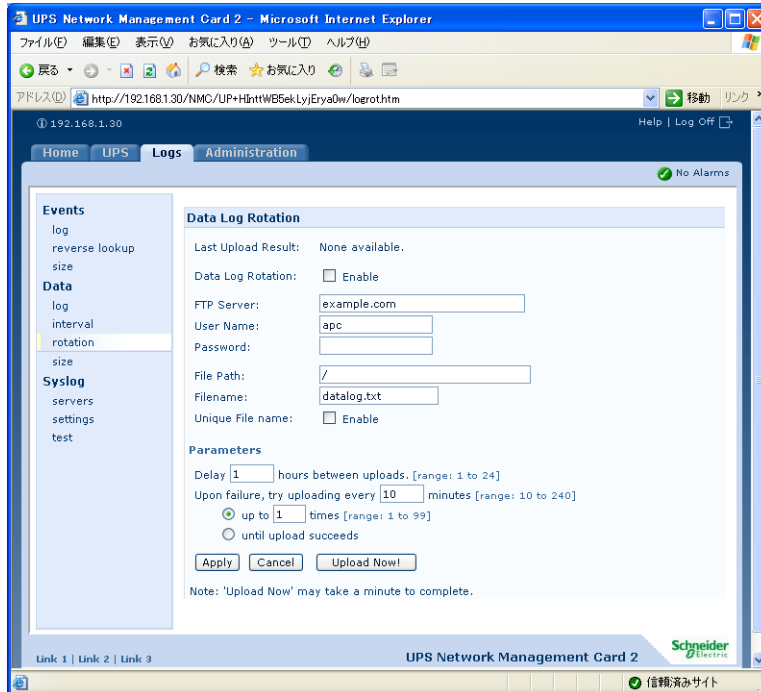 UPS Network Management Card 2 - Microsoft Internet Explorer
ファイル(F) 編集(E) 表示(V) お気に入り(A) ツール(T) ヘルプ(H)
戻る 検索 お気に入り
アドレス(D) http://192.168.1.30/NMC/UP+HInttWB5ekLyjErya0w/logrot.htm 移動 リンク »
192.168.1.30 Help | Log Off
Home UPS Logs Administration
No Alarms
Events
log
reverse lookup
size
Data
log
interval
rotation
size
Syslog
servers
settings
test
Data Log Rotation
Last Upload Result: None available.
Data Log Rotation: Enable
FTP Server: example.com
User Name: apc
Password:
File Path: /
Filename: datalog.txt
Unique File name: Enable
Parameters
Delay 1 hours between uploads. [range: 1 to 24]
Upon failure, try uploading every 10 minutes [range: 10 to 240]
up to 1 times [range: 1 to 99]
until upload succeeds
Apply Cancel Upload Now!
Note: 'Upload Now' may take a minute to complete.
Link 1 | Link 2 | Link 3 UPS Network Management Card 2 Schneider Electric
信頼済みサイト